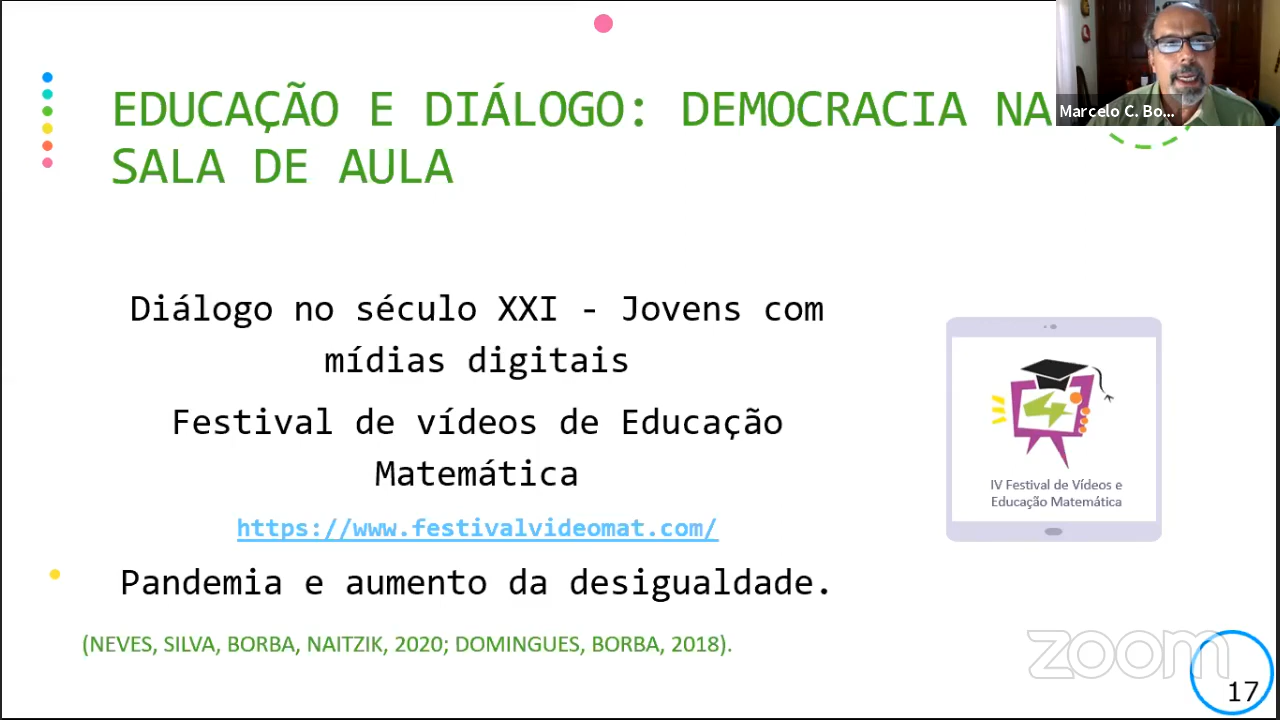 Marcelo C. Bo...
EDUCAÇÃO E DIÁLOGO: DEMOCRACIA NA
SALA DE AULA
Diálogo no século XXI - Jovens com
mídias digitais
Festival de vídeos de Educação
Matemática
https://www.festivalvideomat.com/
Pandemia e aumento da desigualdade.
(NEVES, SILVA, BORBA, NAITZIK, 2020; DOMINGUES, BORBA, 2018).
IV Festival de Vídeos e
Educação Matemática
zoom
17